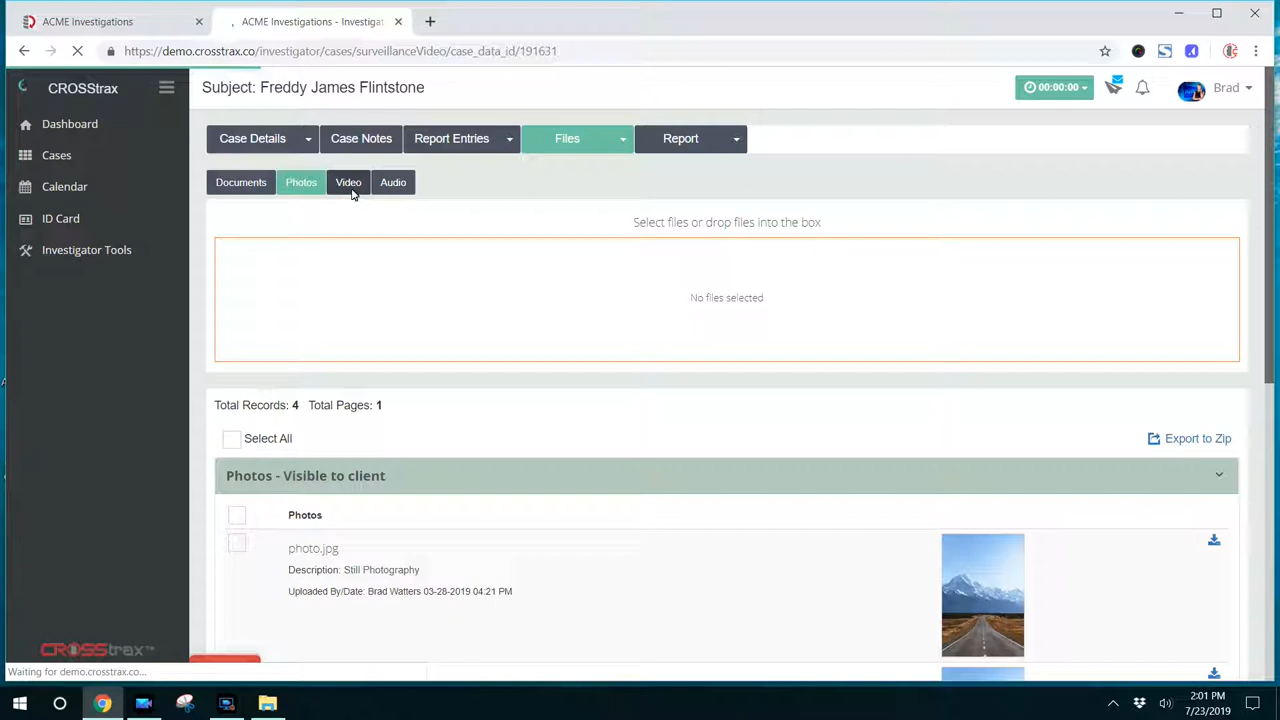 ACME Investigations
ACME Investigations - Investigat
https://demo.crosstrax.co/investigator/cases/surveillanceVideo/case_data_id/191631
CROSStrax
Subject: Freddy James Flintstone
00:00:00
Brad
Dashboard
Cases
Calendar
ID Card
Investigator Tools
Case Details
Case Notes
Report Entries
Files
Report
Documents
Photos
Video
Audio
Select files or drop files into the box
No files selected
Total Records: 4 Total Pages: 1
Select All
Export to Zip
Photos - Visible to client
Photos
photo.jpg
Description: Still Photography
Uploaded By/Date: Brad Watters 03-28-2019 04:21 PM
CROSStrax™
Waiting for demo.crosstrax.co...
2:01 PM
7/23/2019